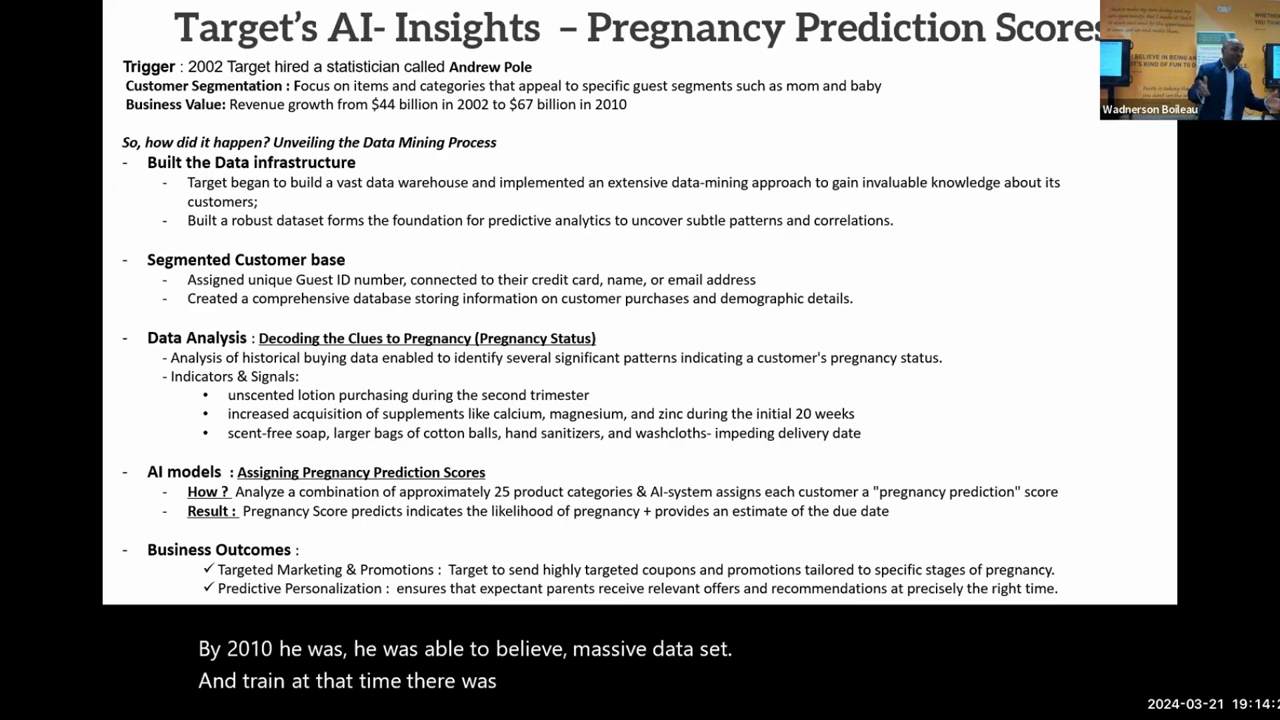 Target's AI- Insights – Pregnancy Prediction Scores
Trigger : 2002 Target hired a statistician called Andrew Pole
Customer Segmentation : Focus on items and categories that appeal to specific guest segments such as mom and baby
Business Value: Revenue growth from $44 billion in 2002 to $67 billion in 2010
So, how did it happen? Unveiling the Data Mining Process
- Built the Data infrastructure
- Target began to build a vast data warehouse and implemented an extensive data-mining approach to gain invaluable knowledge about its
customers;
- Built a robust dataset forms the foundation for predictive analytics to uncover subtle patterns and correlations.
- Segmented Customer base
- Assigned unique Guest ID number, connected to their credit card, name, or email address
- Created a comprehensive database storing information on customer purchases and demographic details.
- Data Analysis : Decoding the Clues to Pregnancy (Pregnancy Status)
- Analysis of historical buying data enabled to identify several significant patterns indicating a customer's pregnancy status.
- Indicators & Signals:
• unscented lotion purchasing during the second trimester
• increased acquisition of supplements like calcium, magnesium, and zinc during the initial 20 weeks
• scent-free soap, larger bags of cotton balls, hand sanitizers, and washcloths- impeding delivery date
- AI models : Assigning Pregnancy Prediction Scores
- How ? Analyze a combination of approximately 25 product categories & AI-system assigns each customer a "pregnancy prediction" score
- Result : Pregnancy Score predicts indicates the likelihood of pregnancy + provides an estimate of the due date
- Business Outcomes :
✓ Targeted Marketing & Promotions : Target to send highly targeted coupons and promotions tailored to specific stages of pregnancy.
✓ Predictive Personalization : ensures that expectant parents receive relevant offers and recommendations at precisely the right time.
WHETHER
YOU THIN
I BELIEVE IN BEING AN
IT'S KIND OF FUN TO D
Wadnerson Boileau
By 2010 he was, he was able to believe, massive data set.
And train at that time there was
2024-03-21 19:14:2